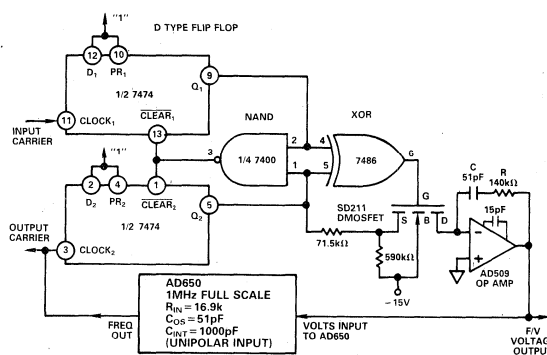 "1"
D TYPE FLIP FLOP
12
10
D1
PR1
9
Q1
1/2 7474
11
CLOCK1
CLEAR1
13
INPUT
CARRIER
NAND
XOR
3
2
1
1/4 7400
4
5
7486
6
"1"
2
4
1
D2
PR2
CLEAR2
5
Q2
1/2 7474
OUTPUT
CARRIER
3
CLOCK2
SD211
DMOSFET
G
S
B
D
71.5kΩ
590kΩ
-15V
C
51pF
R
140kΩ
15pF
−
+
AD509
OP AMP
AD650
1MHz FULL SCALE
RIN = 16.9k
COS = 51pF
CINT = 1000pF
(UNIPOLAR INPUT)
FREQ
OUT
VOLTS INPUT
TO AD650
F/V
VOLTAGE
OUTPUT